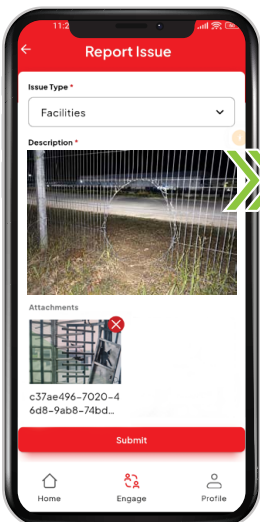 11:2
Report Issue
Issue Type *
Facilities
Description *
Attachments
c37ae496-7020-4
6d8-9ab8-74bd...
Submit
Home Engage Profile